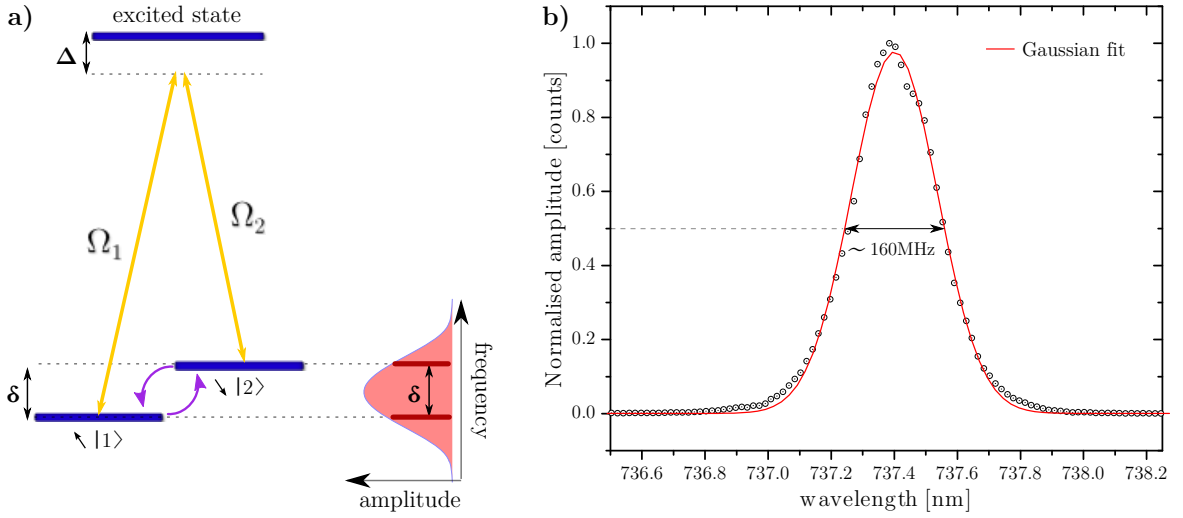 a)
excited state
Δ
Ω1
Ω2
δ
|2⟩
|1⟩
δ
frequency
amplitude
b)
Normalised amplitude [counts]
1.0
0.8
0.6
0.4
0.2
0.0
Gaussian fit
∼ 160MHz
736.6 736.8 737.0 737.2 737.4 737.6 737.8 738.0 738.2
wavelength [nm]